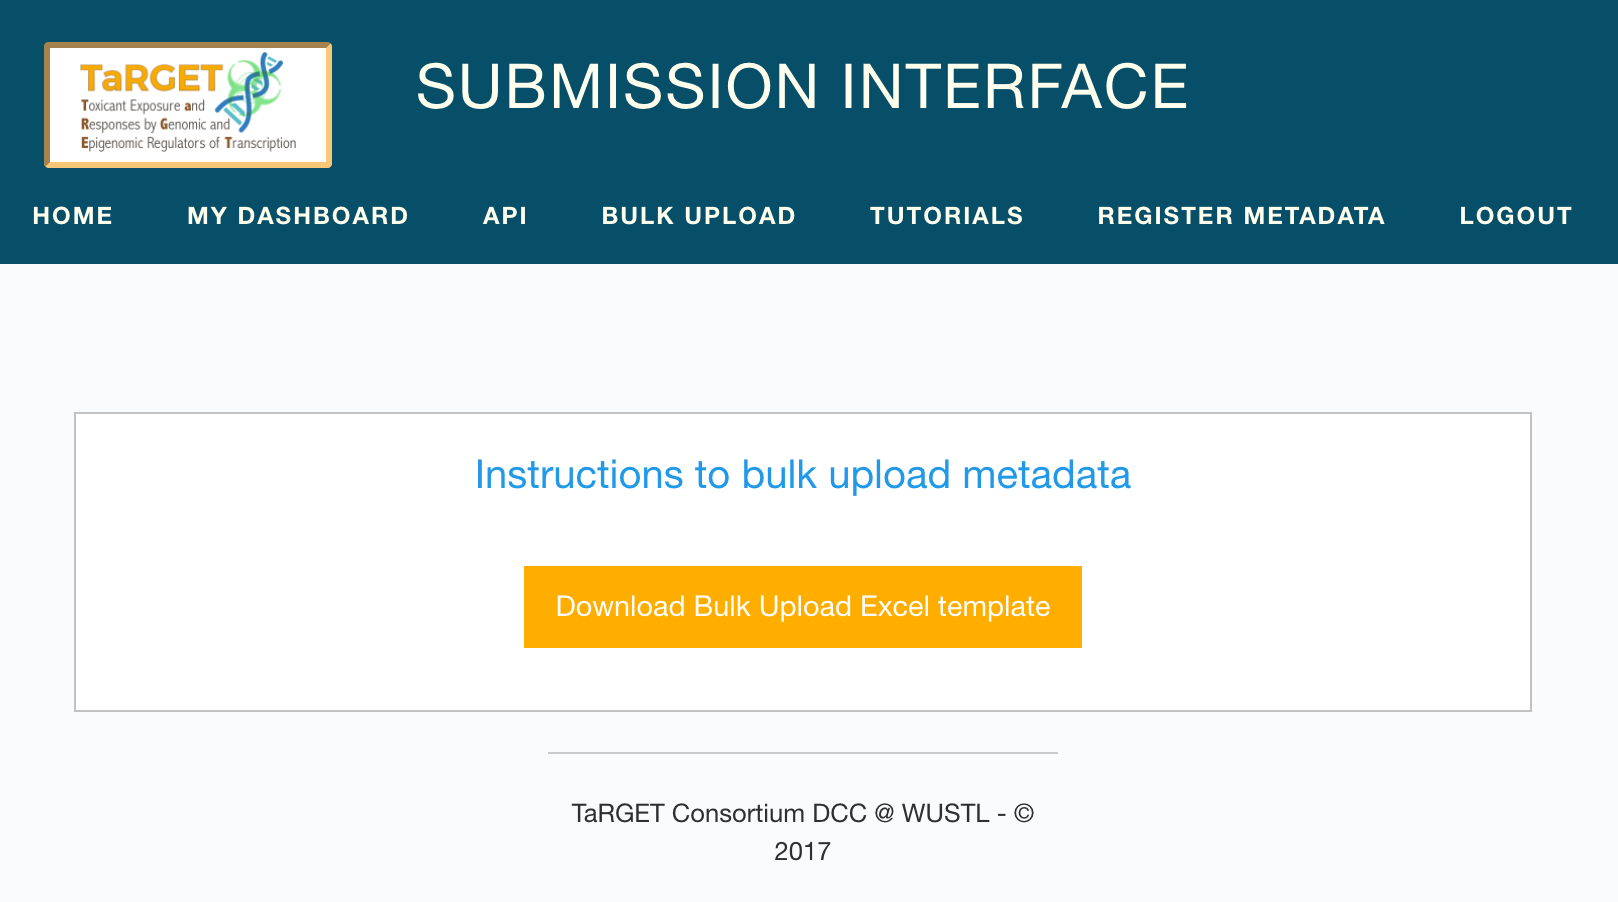 TaRGET
Toxicant Exposure and
Responses by Genomic and
Epigenomic Regulators of Transcription
SUBMISSION INTERFACE
HOME MY DASHBOARD API BULK UPLOAD TUTORIALS REGISTER METADATA LOGOUT
Instructions to bulk upload metadata
Download Bulk Upload Excel template
TaRGET Consortium DCC @ WUSTL - ©
2017